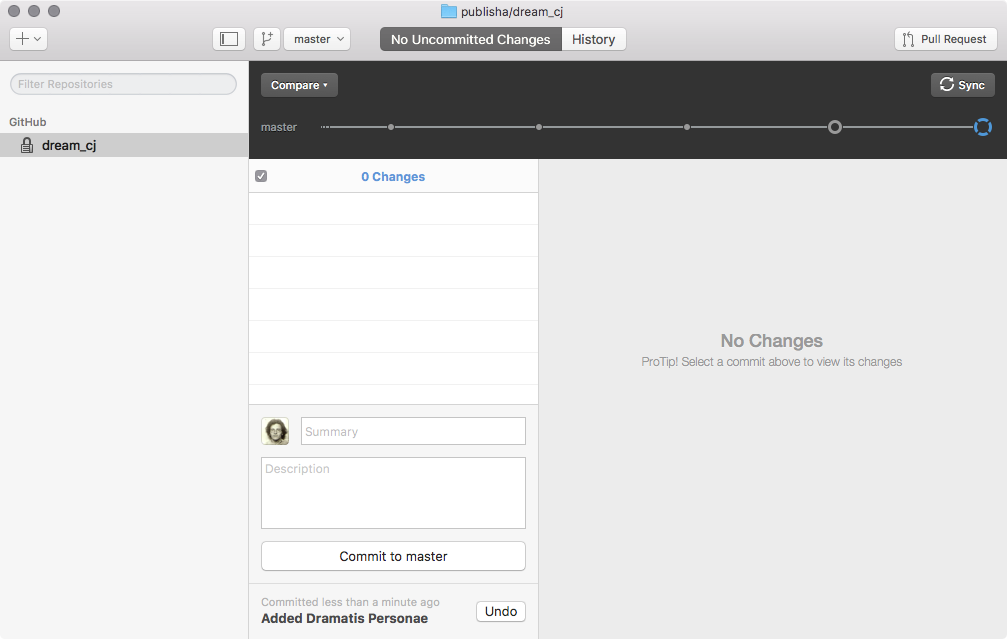 publisha/dream_cj
master
No Uncommitted Changes
History
Pull Request
Filter Repositories
GitHub
dream_cj
Compare
Sync
master
0 Changes
No Changes
ProTip! Select a commit above to view its changes
Summary
Description
Commit to master
Committed less than a minute ago
Added Dramatis Personae
Undo